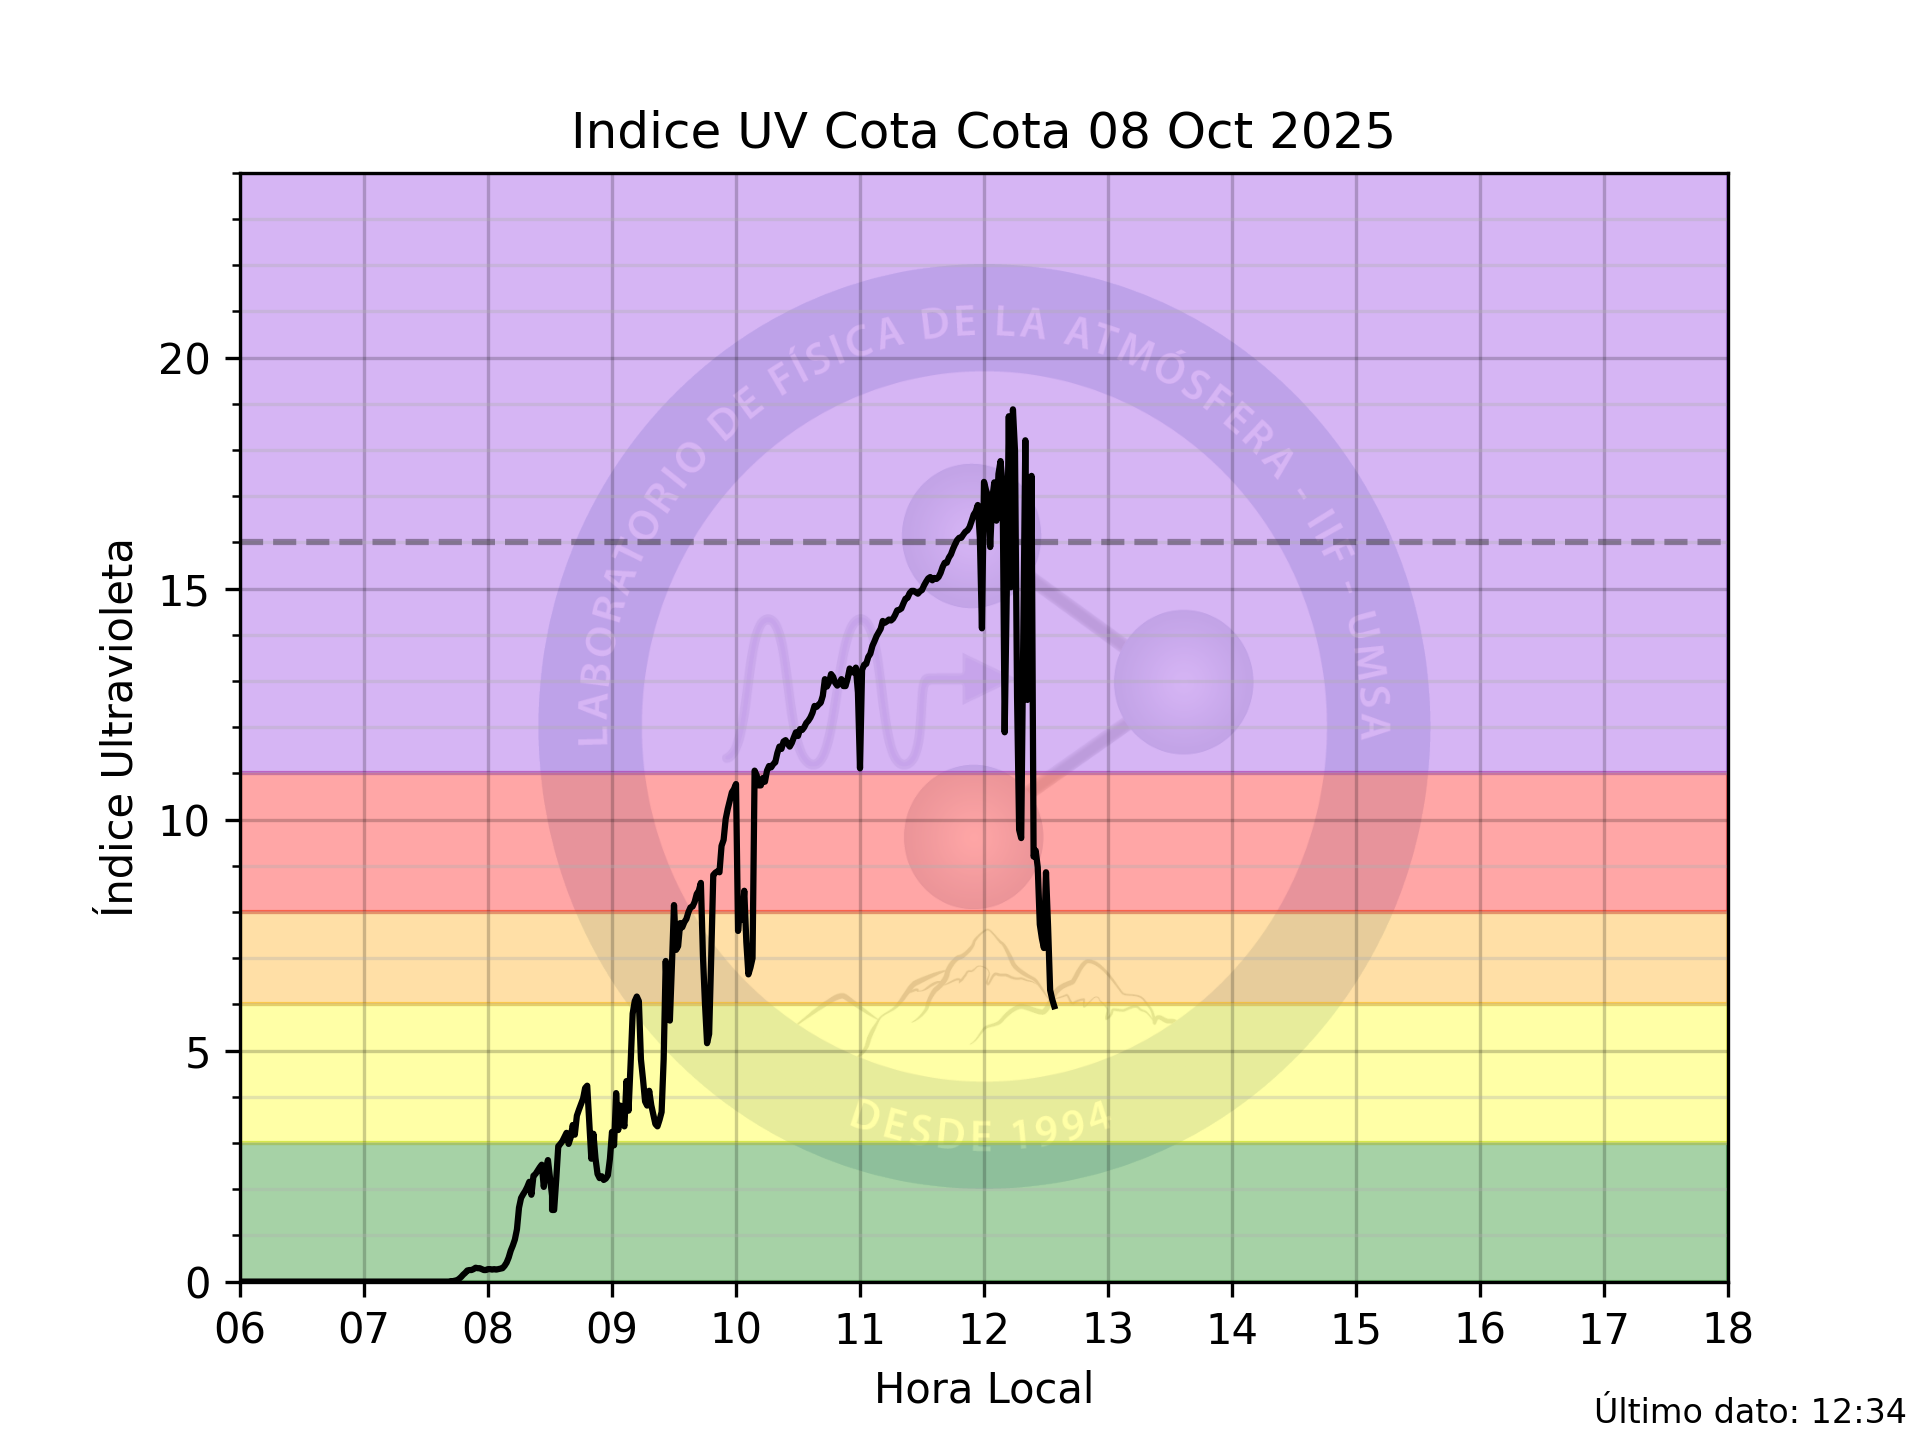 Indice UV Cota Cota 08 Oct 2025
LABORATORIO DE FÍSICA DE LA ATMÓSFERA - IIF - UMSA
DESDE 1994
Índice Ultravioleta
20
15
10
5
0
06 07 08 09 10 11 12 13 14 15 16 17 18
Hora Local
Último dato: 12:34